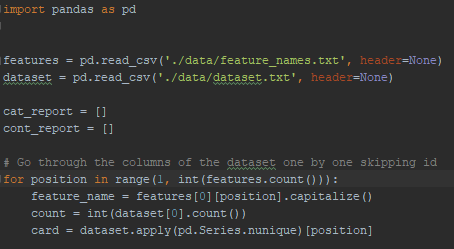 import pandas as pd
features = pd.read_csv('./data/feature_names.txt', header=None)
dataset = pd.read_csv('./data/dataset.txt', header=None)
cat_report = []
cont_report = []
# Go through the columns of the dataset one by one skipping id
for position in range(1, int(features.count())):
    feature_name = features[0][position].capitalize()
    count = int(dataset[0].count())
    card = dataset.apply(pd.Series.nunique)[position]